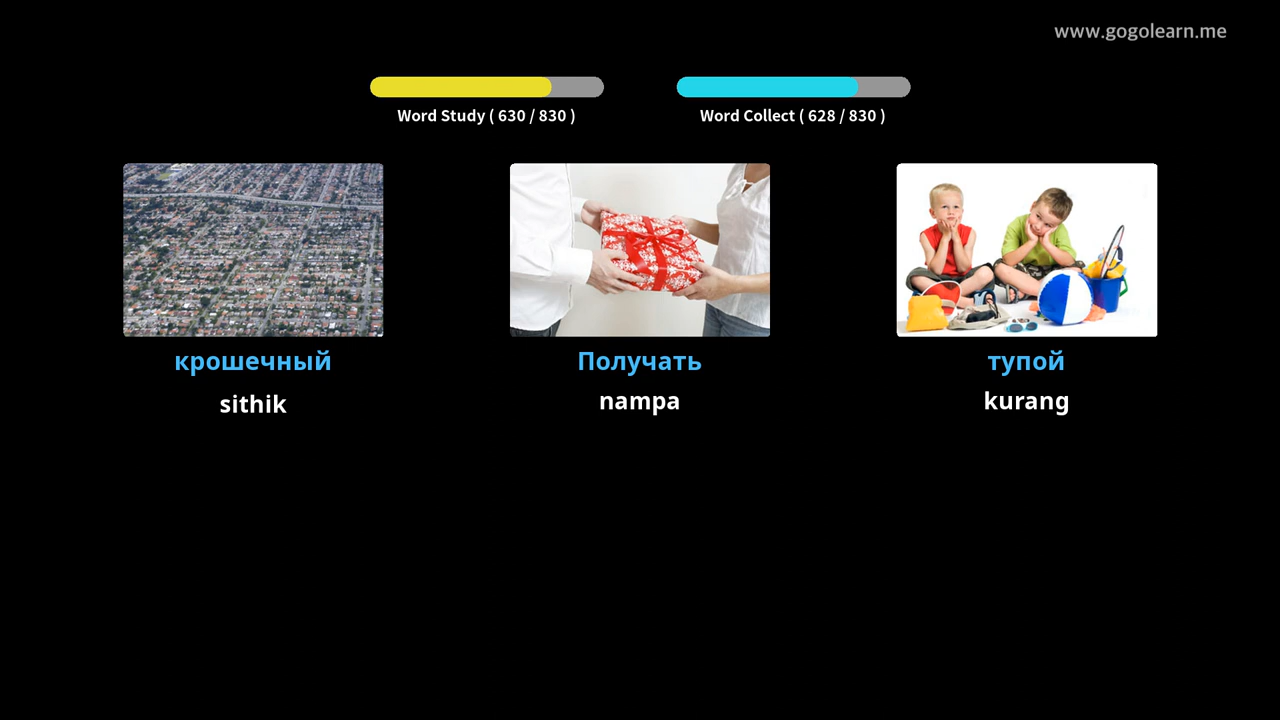 www.gogolearn.me
Word Study ( 630 / 830 )
Word Collect ( 628 / 830 )
крошечный
sithik
Получать
nampa
тупой
kurang